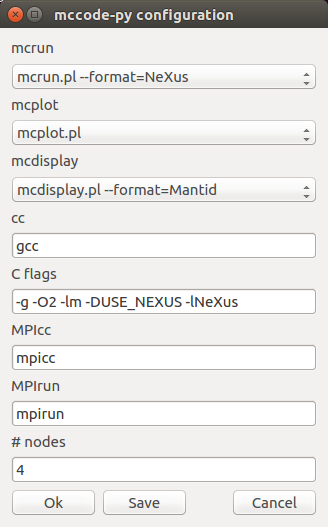 mccode-py configuration
mcrun
mcrun.pl --format=NeXus
mcplot
mcplot.pl
mcdisplay
mcdisplay.pl --format=Mantid
cc
gcc
C flags
-g -O2 -lm -DUSE_NEXUS -lNeXus
MPIcc
mpicc
MPIrun
mpirun
# nodes
4
Ok Save Cancel